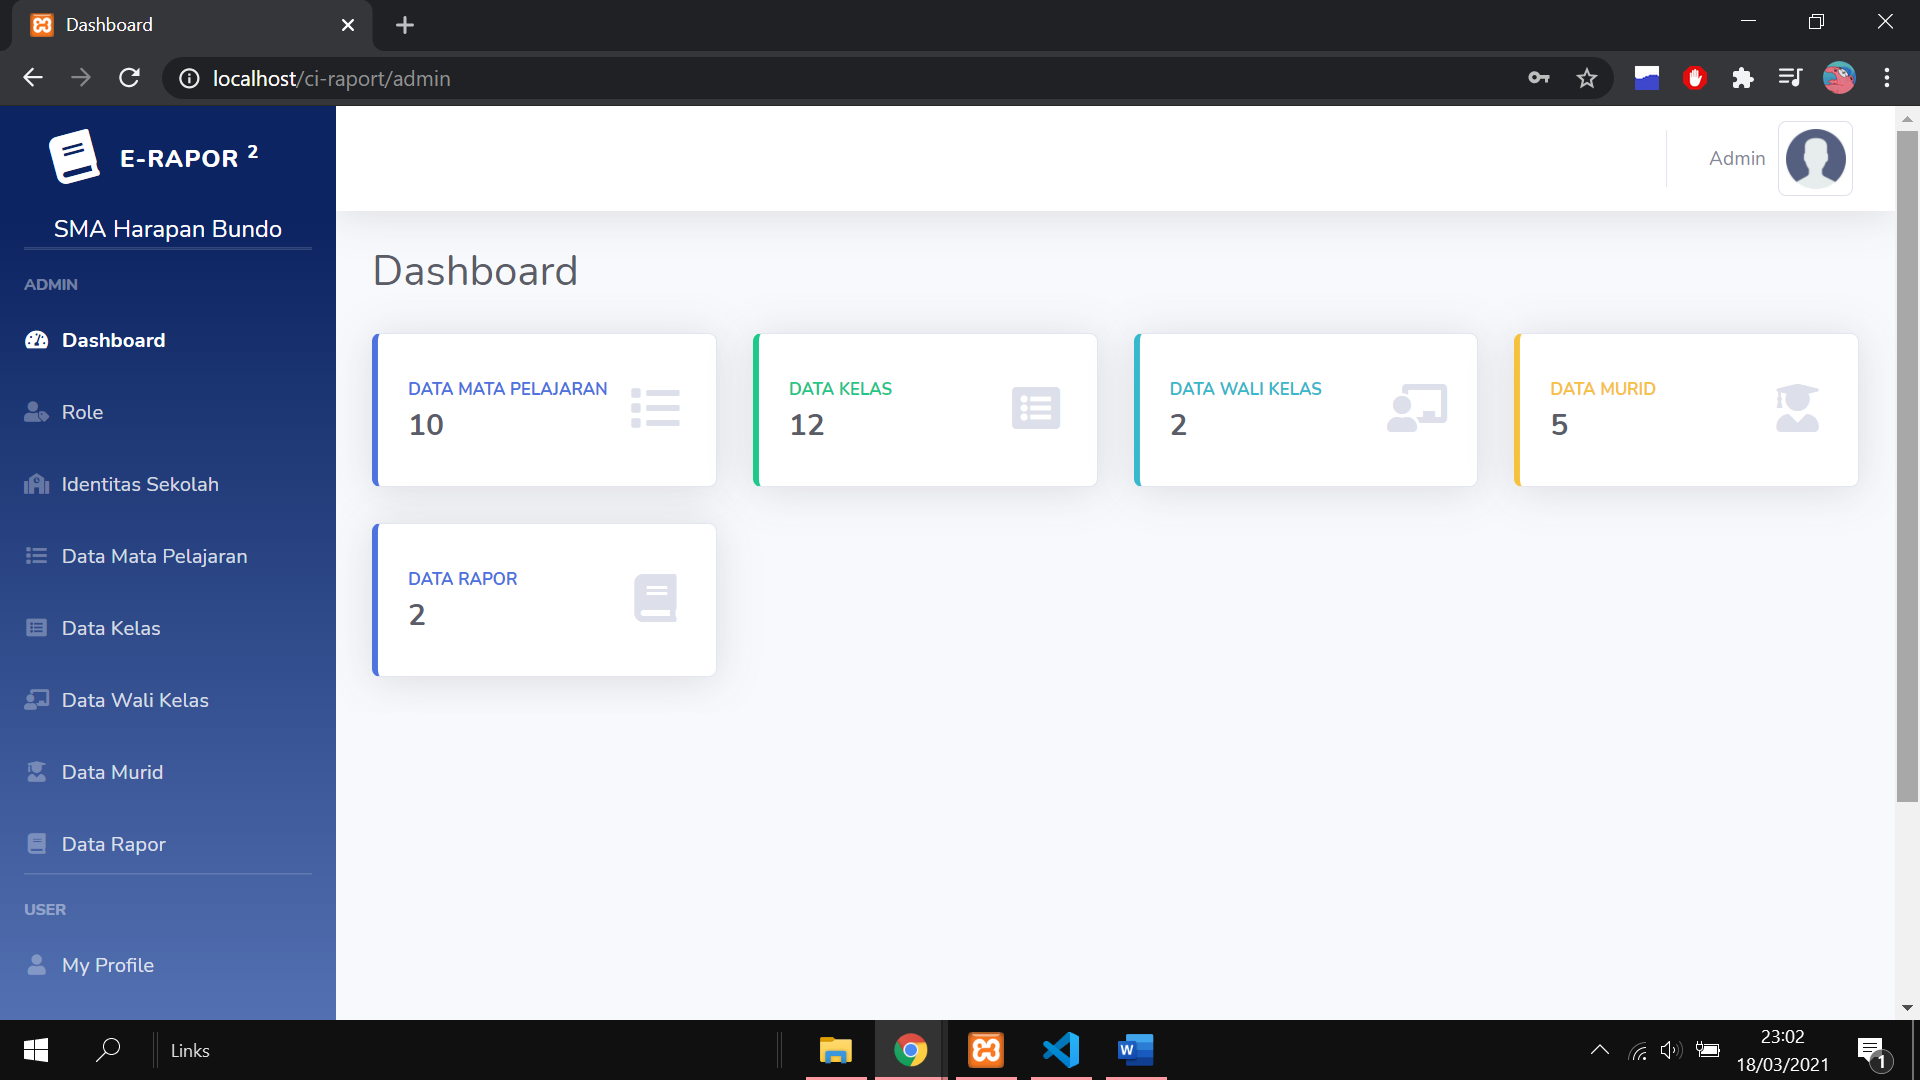 Dashboard
localhost/ci-raport/admin
E-RAPOR 2
SMA Harapan Bundo
ADMIN
Dashboard
Role
Identitas Sekolah
Data Mata Pelajaran
Data Kelas
Data Wali Kelas
Data Murid
Data Rapor
USER
My Profile
Admin
Dashboard
DATA MATA PELAJARAN
10
DATA KELAS
12
DATA WALI KELAS
2
DATA MURID
5
DATA RAPOR
2
Links
W
23:02
18/03/2021
1